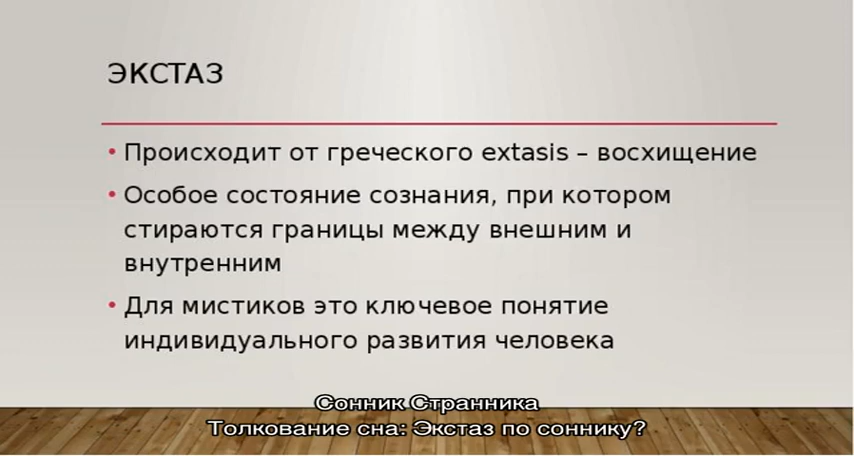 ЭКСТАЗ
• Происходит от греческого extasis – восхищение
• Особое состояние сознания, при котором
стираются границы между внешним и
внутренним
• Для мистиков это ключевое понятие
индивидуального развития человека
Сонник Странника
Толкование сна: Экстаз по соннику?